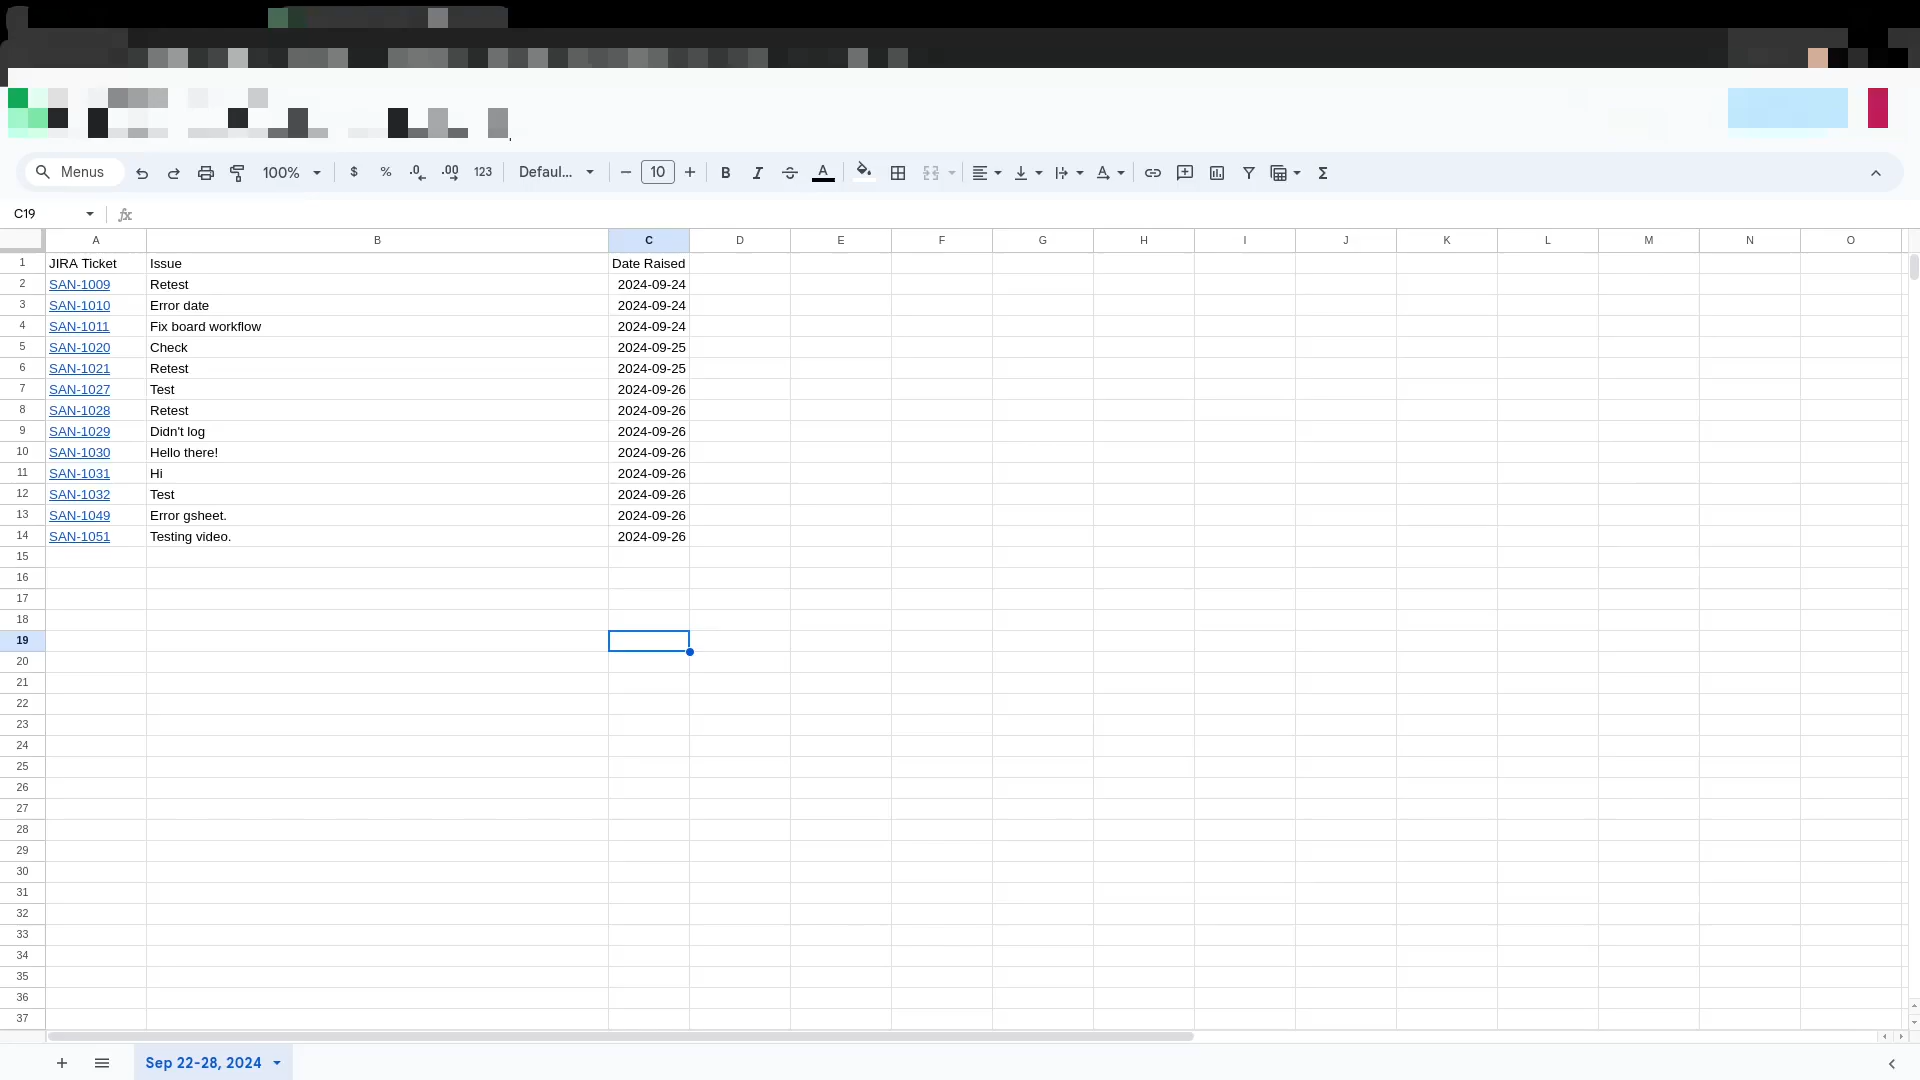 Menus 100% $ % .0 .00 123 Defaul... 10 B I A Σ
C19 fx
A B C D E F G H I J K L M N O
1 JIRA Ticket Issue Date Raised
2 SAN-1009 Retest 2024-09-24
3 SAN-1010 Error date 2024-09-24
4 SAN-1011 Fix board workflow 2024-09-24
5 SAN-1020 Check 2024-09-25
6 SAN-1021 Retest 2024-09-25
7 SAN-1027 Test 2024-09-26
8 SAN-1028 Retest 2024-09-26
9 SAN-1029 Didn't log 2024-09-26
10 SAN-1030 Hello there! 2024-09-26
11 SAN-1031 Hi 2024-09-26
12 SAN-1032 Test 2024-09-26
13 SAN-1049 Error gsheet. 2024-09-26
14 SAN-1051 Testing video. 2024-09-26
15
16
17
18
19
20
21
22
23
24
25
26
27
28
29
30
31
32
33
34
35
36
37
Sep 22-28, 2024